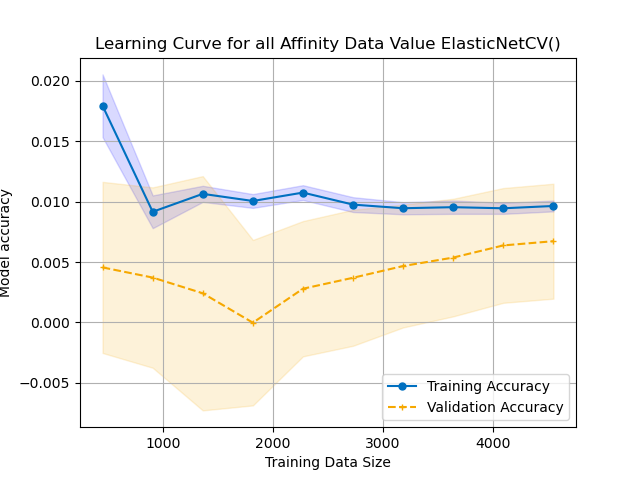 Learning Curve for all Affinity Data Value ElasticNetCV()
Model accuracy
0.020
0.015
0.010
0.005
0.000
−0.005
1000
2000
3000
4000
Training Data Size
Training Accuracy
Validation Accuracy